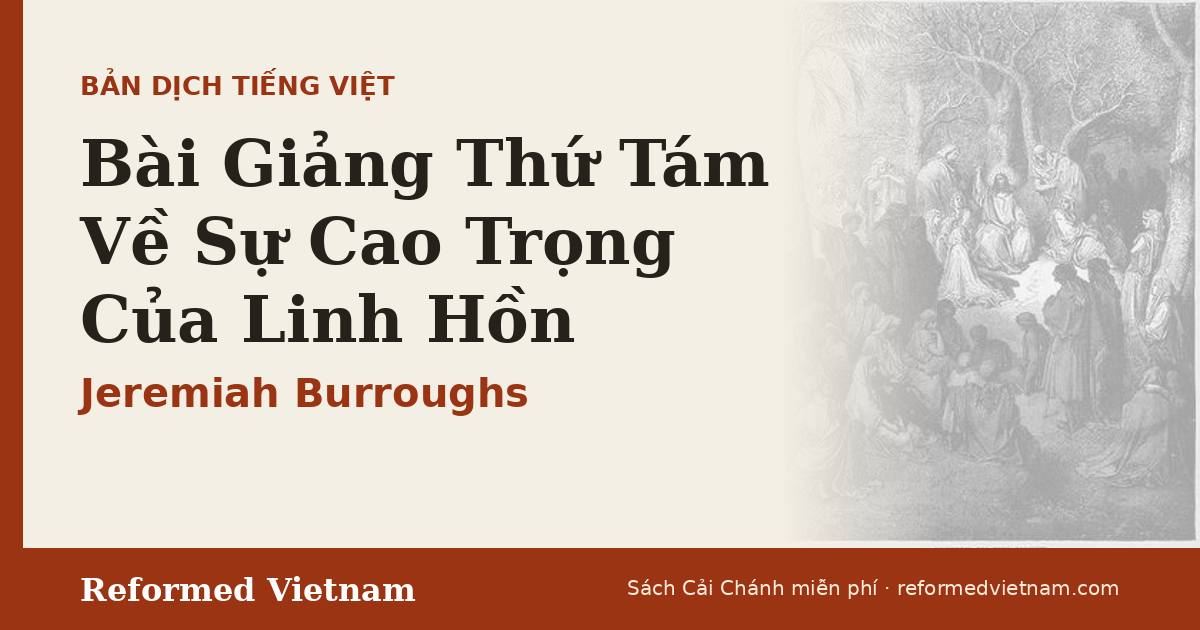 BẢN DỊCH TIẾNG VIỆT
Bài Giảng Thứ Tám
Về Sự Cao Trọng
Của Linh Hồn
Jeremiah Burroughs
Reformed Vietnam
Sách Cải Chánh miễn phí · reformedvietnam.com